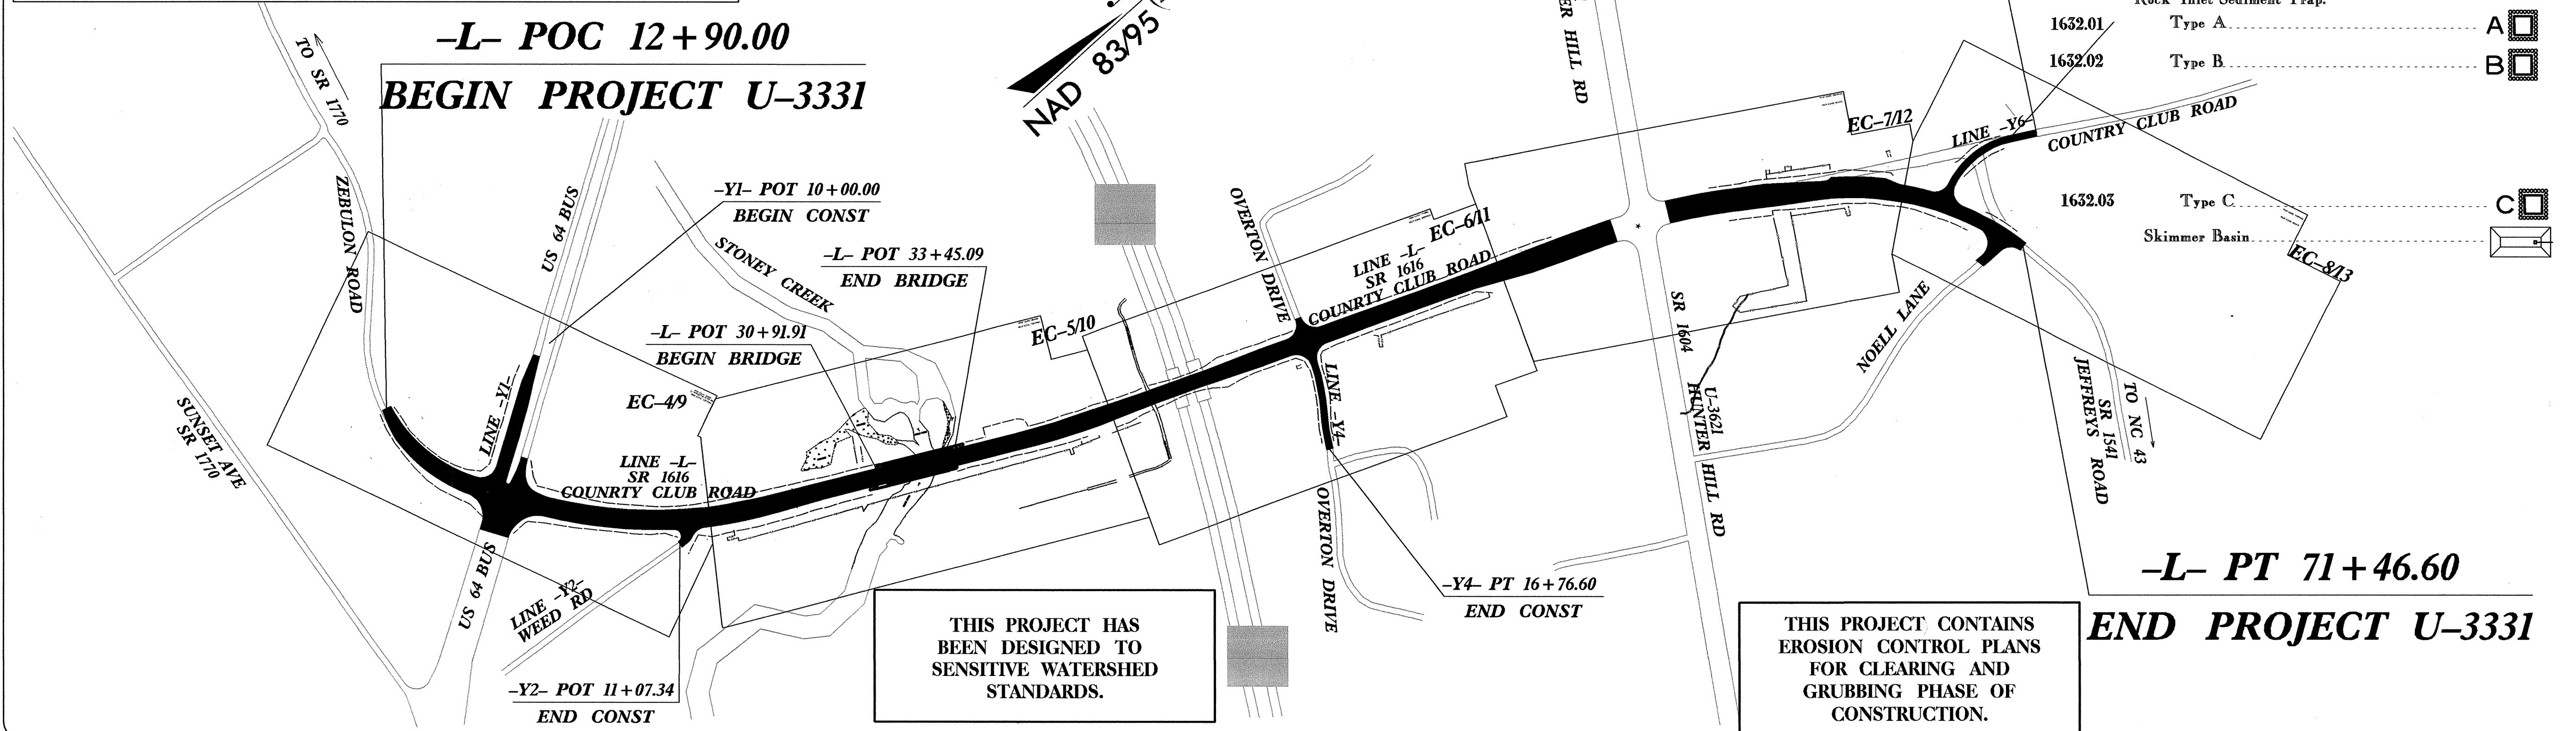 -L- POC 12+90.00
BEGIN PROJECT U-3331
TO SR 1770
ZEBULON ROAD
SUNSET AVE
SR 1770
US 64 BUS
-Y1- POT 10+00.00
BEGIN CONST
STONEY CREEK
-L- POT 33+45.09
END BRIDGE
-L- POT 30+91.91
BEGIN BRIDGE
EC-4/9
LINE -Y1-
LINE -L-
SR 1616
COUNRTY CLUB ROAD
US 64 BUS
LINE -Y2-
WEED RD
-Y2- POT 11+07.34
END CONST
NAD 83/95
EC-5/10
OVERTON DRIVE
LINE -L-
SR 1616
COUNRTY CLUB ROAD
EC-6/11
LINE -Y4-
OVERTON DRIVE
-Y4- PT 16+76.60
END CONST
THIS PROJECT HAS
BEEN DESIGNED TO
SENSITIVE WATERSHED
STANDARDS.
HILL RD
SR 1604
U-3621
HUNTER HILL RD
EC-7/12
LINE -Y6-
COUNTRY CLUB ROAD
NOELL LANE
TO NC 43
SR 1541
JEFFREYS ROAD
EC-8/13
Rock Inlet Sediment Trap:
1632.01 Type A A
1632.02 Type B B
1632.03 Type C C
Skimmer Basin
-L- PT 71+46.60
END PROJECT U-3331
THIS PROJECT CONTAINS
EROSION CONTROL PLANS
FOR CLEARING AND
GRUBBING PHASE OF
CONSTRUCTION.